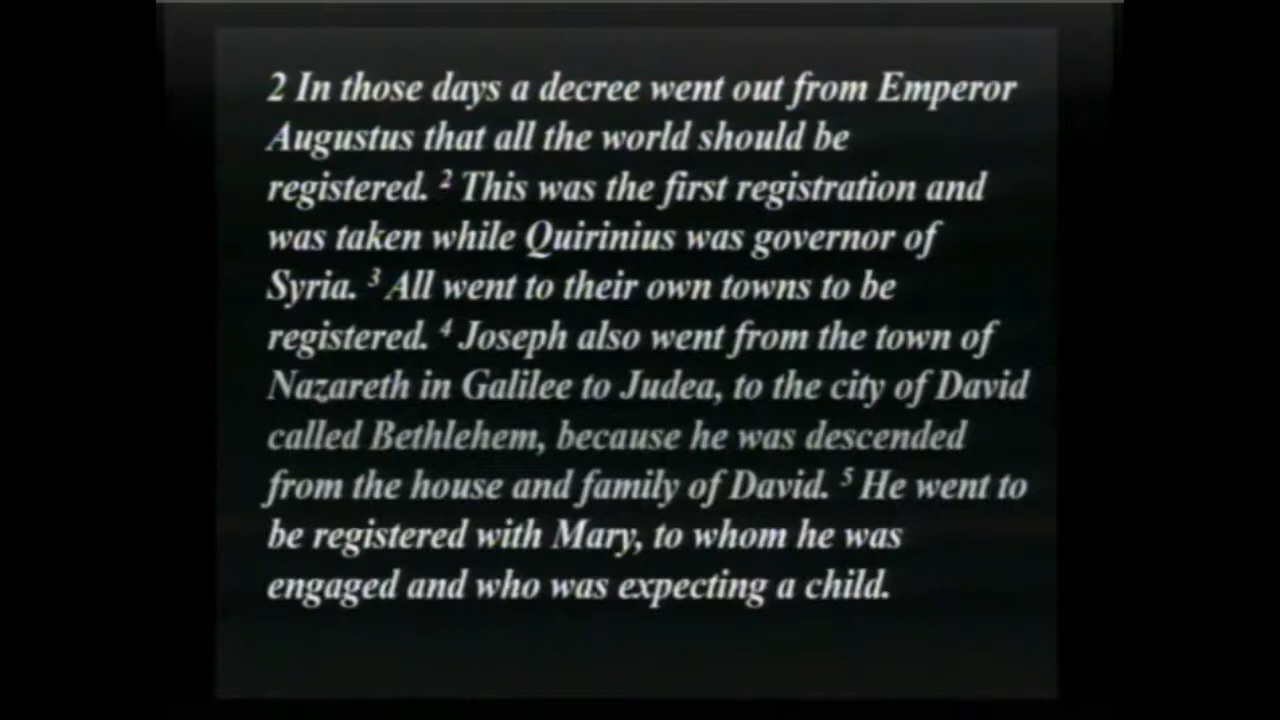 2 In those days a decree went out from Emperor
Augustus that all the world should be
registered. ² This was the first registration and
was taken while Quirinius was governor of
Syria. ³ All went to their own towns to be
registered. ⁴ Joseph also went from the town of
Nazareth in Galilee to Judea, to the city of David
called Bethlehem, because he was descended
from the house and family of David. ⁵ He went to
be registered with Mary, to whom he was
engaged and who was expecting a child.